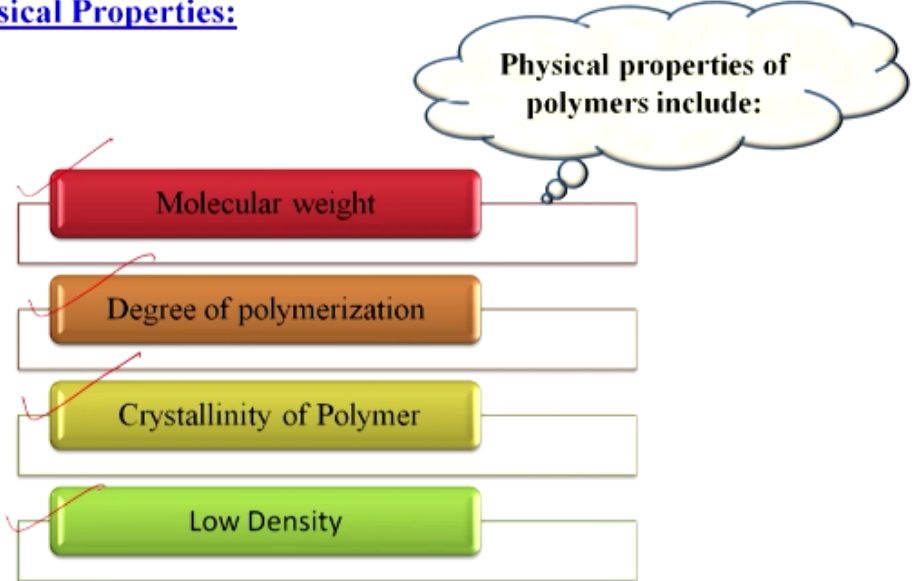 sical Properties:
Physical properties of
polymers include:
Molecular weight
Degree of polymerization
Crystallinity of Polymer
Low Density